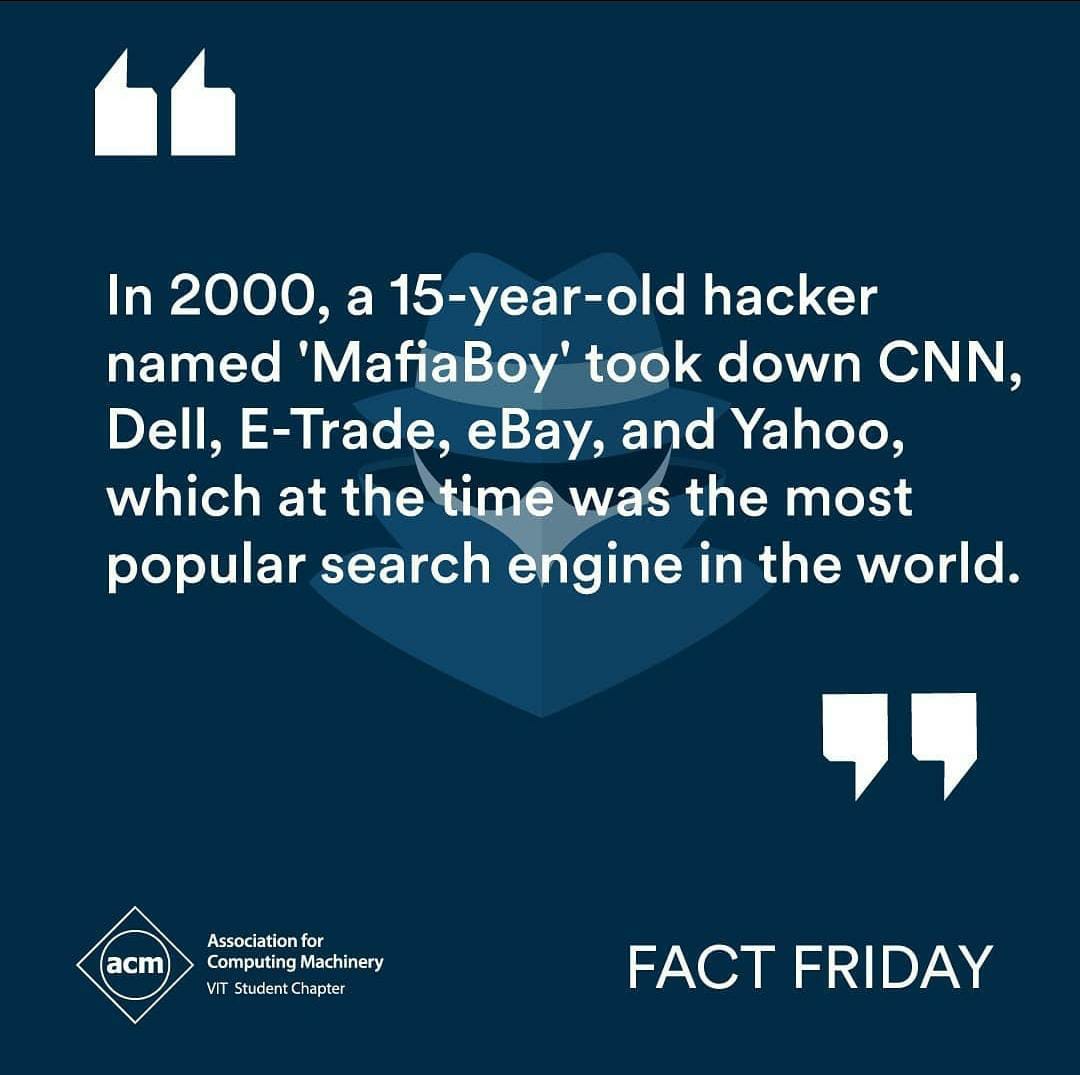 In 2000, a 15-year-old hacker
named 'MafiaBoy' took down CNN,
Dell, E-Trade, eBay, and Yahoo,
which at the time was the most
popular search engine in the world.
acm
Association for
Computing Machinery
VIT Student Chapter
FACT FRIDAY